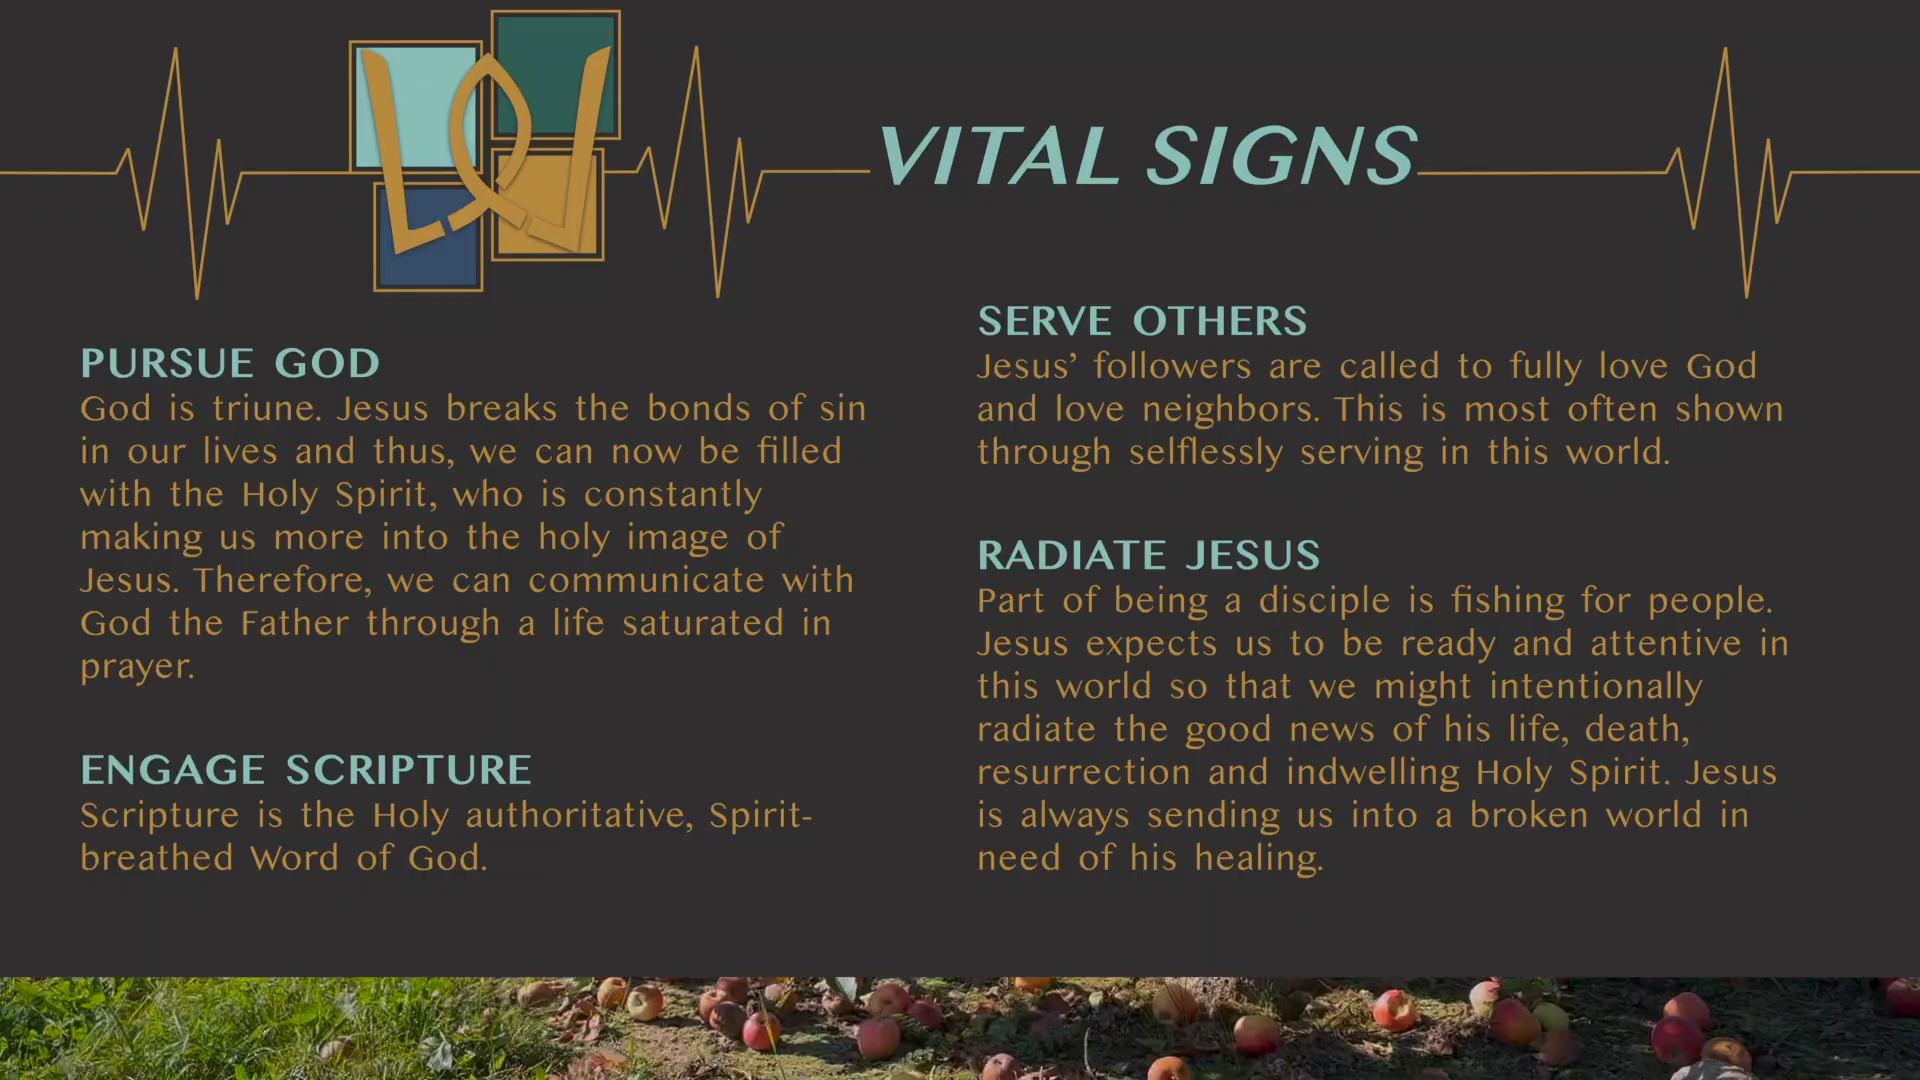 VITAL SIGNS
PURSUE GOD
God is triune. Jesus breaks the bonds of sin
in our lives and thus, we can now be filled
with the Holy Spirit, who is constantly
making us more into the holy image of
Jesus. Therefore, we can communicate with
God the Father through a life saturated in
prayer.
ENGAGE SCRIPTURE
Scripture is the Holy authoritative, Spirit-
breathed Word of God.
SERVE OTHERS
Jesus’ followers are called to fully love God
and love neighbors. This is most often shown
through selflessly serving in this world.
RADIATE JESUS
Part of being a disciple is fishing for people.
Jesus expects us to be ready and attentive in
this world so that we might intentionally
radiate the good news of his life, death,
resurrection and indwelling Holy Spirit. Jesus
is always sending us into a broken world in
need of his healing.